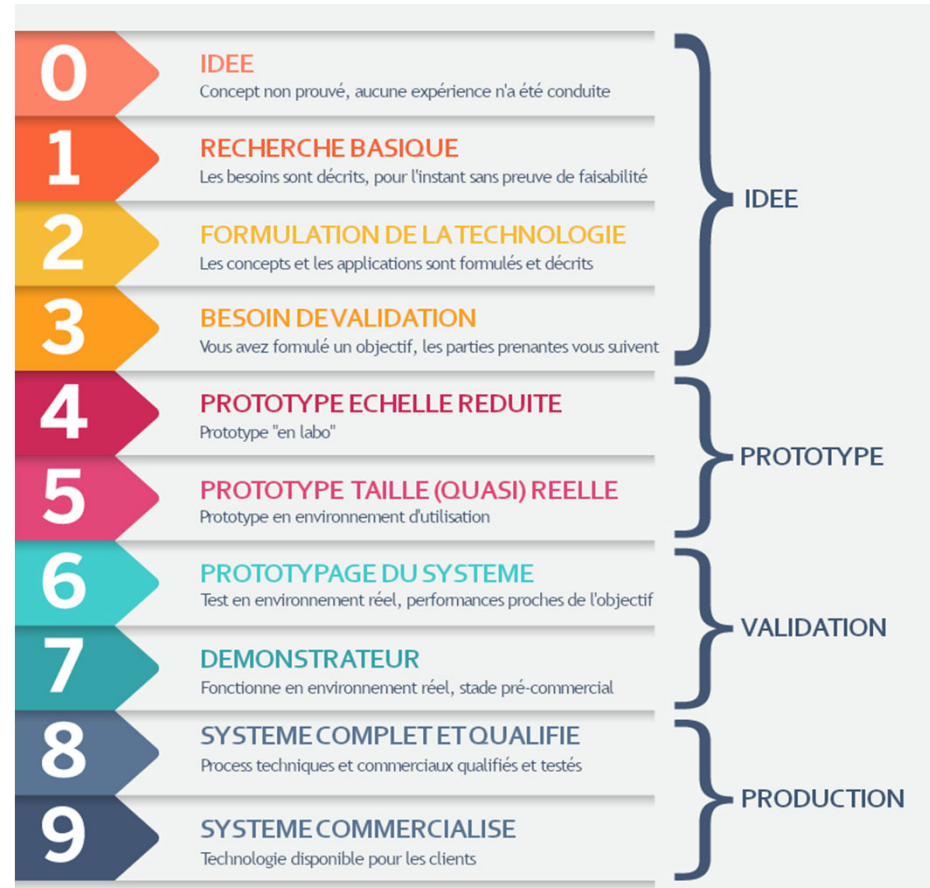 0
IDEE
Concept non prouvé, aucune expérience n'a été conduite
1
RECHERCHE BASIQUE
Les besoins sont décrits, pour l'instant sans preuve de faisabilité
2
FORMULATION DE LA TECHNOLOGIE
Les concepts et les applications sont formulés et décrits
3
BESOIN DE VALIDATION
Vous avez formulé un objectif, les parties prenantes vous suivent
IDEE
4
PROTOTYPE ECHELLE REDUITE
Prototype "en labo"
5
PROTOTYPE TAILLE (QUASI) REELLE
Prototype en environnement d'utilisation
PROTOTYPE
6
PROTOTYPAGE DU SYSTEME
Test en environnement réel, performances proches de l'objectif
7
DEMONSTRATEUR
Fonctionne en environnement réel, stade pré-commercial
VALIDATION
8
SYSTEME COMPLET ET QUALIFIE
Process techniques et commerciaux qualifiés et testés
9
SYSTEME COMMERCIALISE
Technologie disponible pour les clients
PRODUCTION